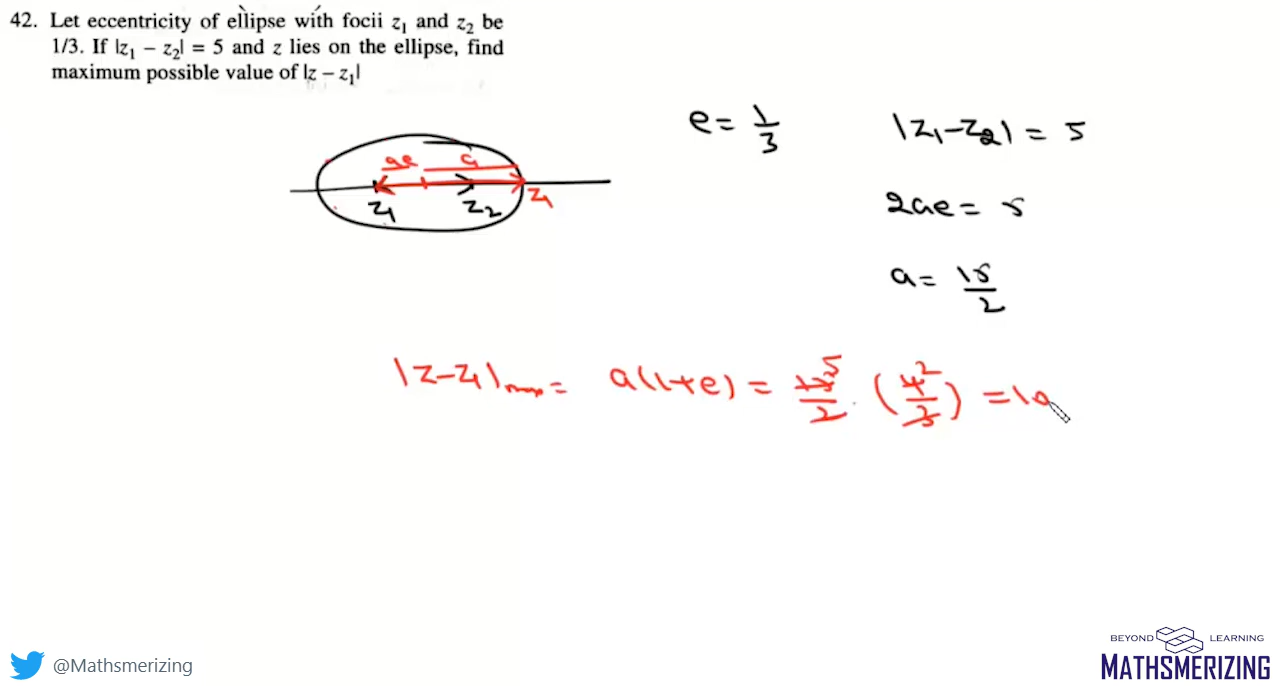 42. Let eccentricity of ellipse with focii z₁ and z₂ be
1/3. If |z₁ – z₂| = 5 and z lies on the ellipse, find
maximum possible value of |z – z₁|
e = 1/3
|z₁ - z₂| = 5
ae a
z₁ z₂ z₁
2ae = 5
a = 15/2
|z - z₁|max = a(1+e) = 15⁵/2 · (4²/3) = 10
@Mathsmerizing
BEYOND LEARNING
MATHSMERIZING